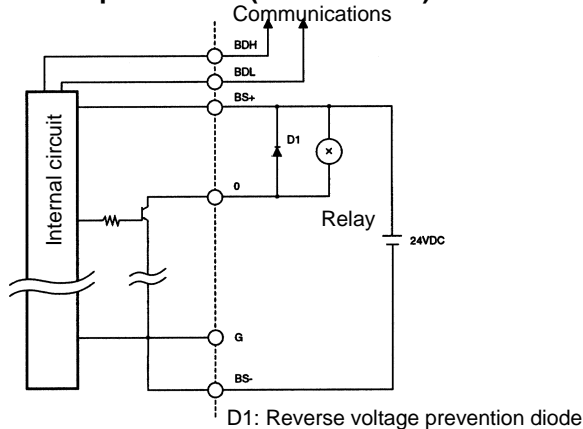 Communications
BDH
BDL
BS+
D1
Internal circuit
0
Relay
24VDC
G
BS-
D1: Reverse voltage prevention diode